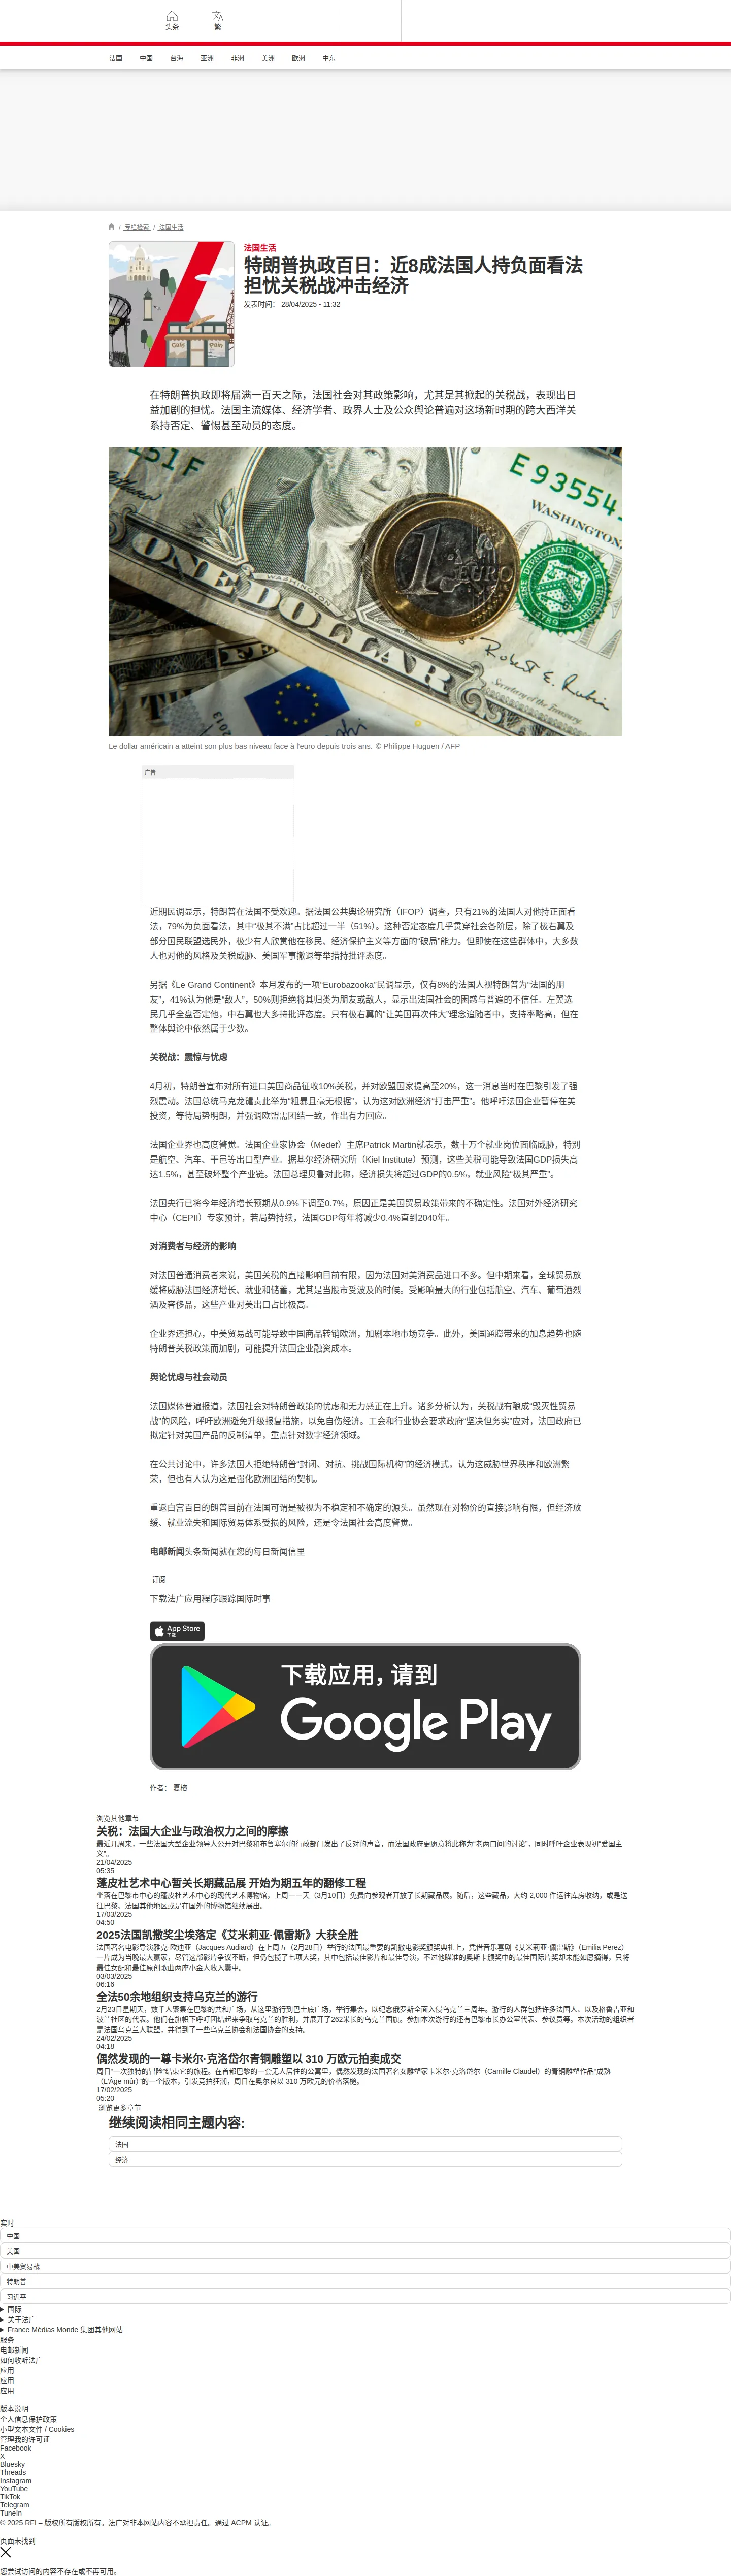 头条
繁
法国
中国
台海
亚洲
非洲
美洲
欧洲
中东
/ 专栏检索 / 法国生活
法国生活
特朗普执政百日：近8成法国人持负面看法
担忧关税战冲击经济
发表时间： 28/04/2025 - 11:32
Cafe
Pain
在特朗普执政即将届满一百天之际，法国社会对其政策影响，尤其是其掀起的关税战，表现出日
益加剧的担忧。法国主流媒体、经济学者、政界人士及公众舆论普遍对这场新时期的跨大西洋关
系持否定、警惕甚至动员的态度。
E 93554
WASHINGTON
ONE DOLLAR
1 EURO
Secretary of the Treasury.
Le dollar américain a atteint son plus bas niveau face à l'euro depuis trois ans. © Philippe Huguen / AFP
广告
近期民调显示，特朗普在法国不受欢迎。据法国公共舆论研究所（IFOP）调查，只有21%的法国人对他持正面看
法，79%为负面看法，其中“极其不满”占比超过一半（51%）。这种否定态度几乎贯穿社会各阶层，除了极右翼及
部分国民联盟选民外，极少有人欣赏他在移民、经济保护主义等方面的“破局”能力。但即使在这些群体中，大多数
人也对他的风格及关税威胁、美国军事撤退等举措持批评态度。
另据《Le Grand Continent》本月发布的一项“Eurobazooka”民调显示，仅有8%的法国人视特朗普为“法国的朋
友”，41%认为他是“敌人”，50%则拒绝将其归类为朋友或敌人，显示出法国社会的困惑与普遍的不信任。左翼选
民几乎全盘否定他，中右翼也大多持批评态度。只有极右翼的“让美国再次伟大”理念追随者中，支持率略高，但在
整体舆论中依然属于少数。
关税战：震惊与忧虑
4月初，特朗普宣布对所有进口美国商品征收10%关税，并对欧盟国家提高至20%，这一消息当时在巴黎引发了强
烈震动。法国总统马克龙谴责此举为“粗暴且毫无根据”，认为这对欧洲经济“打击严重”。他呼吁法国企业暂停在美
投资，等待局势明朗，并强调欧盟需团结一致，作出有力回应。
法国企业界也高度警觉。法国企业家协会（Medef）主席Patrick Martin就表示，数十万个就业岗位面临威胁，特别
是航空、汽车、干邑等出口型产业。据基尔经济研究所（Kiel Institute）预测，这些关税可能导致法国GDP损失高
达1.5%，甚至破坏整个产业链。法国总理贝鲁对此称，经济损失将超过GDP的0.5%，就业风险“极其严重”。
法国央行已将今年经济增长预期从0.9%下调至0.7%，原因正是美国贸易政策带来的不确定性。法国对外经济研究
中心（CEPII）专家预计，若局势持续，法国GDP每年将减少0.4%直到2040年。
对消费者与经济的影响
对法国普通消费者来说，美国关税的直接影响目前有限，因为法国对美消费品进口不多。但中期来看，全球贸易放
缓将威胁法国经济增长、就业和储蓄，尤其是当股市受波及的时候。受影响最大的行业包括航空、汽车、葡萄酒烈
酒及奢侈品，这些产业对美出口占比极高。
企业界还担心，中美贸易战可能导致中国商品转销欧洲，加剧本地市场竞争。此外，美国通膨带来的加息趋势也随
特朗普关税政策而加剧，可能提升法国企业融资成本。
舆论忧虑与社会动员
法国媒体普遍报道，法国社会对特朗普政策的忧虑和无力感正在上升。诸多分析认为，关税战有酿成“毁灭性贸易
战”的风险，呼吁欧洲避免升级报复措施，以免自伤经济。工会和行业协会要求政府“坚决但务实”应对，法国政府已
拟定针对美国产品的反制清单，重点针对数字经济领域。
在公共讨论中，许多法国人拒绝特朗普“封闭、对抗、挑战国际机构”的经济模式，认为这威胁世界秩序和欧洲繁
荣，但也有人认为这是强化欧洲团结的契机。
重返白宫百日的朗普目前在法国可谓是被视为不稳定和不确定的源头。虽然现在对物价的直接影响有限，但经济放
缓、就业流失和国际贸易体系受损的风险，还是令法国社会高度警觉。
电邮新闻头条新闻就在您的每日新闻信里
订阅
下载法广应用程序跟踪国际时事
App Store
下载
下载应用，请到
Google Play
作者： 夏榕
浏览其他章节
关税：法国大企业与政治权力之间的摩擦
最近几周来，一些法国大型企业领导人公开对巴黎和布鲁塞尔的行政部门发出了反对的声音，而法国政府更愿意将此称为“老两口间的讨论”，同时呼吁企业表现初“爱国主
义”。
21/04/2025
05:35
蓬皮杜艺术中心暂关长期藏品展 开始为期五年的翻修工程
坐落在巴黎市中心的蓬皮杜艺术中心的现代艺术博物馆，上周一一天（3月10日）免费向参观者开放了长期藏品展。随后，这些藏品，大约 2,000 件运往库房收纳，或是送
往巴黎、法国其他地区或是在国外的博物馆继续展出。
17/03/2025
04:50
2025法国凯撒奖尘埃落定《艾米莉亚·佩雷斯》大获全胜
法国著名电影导演雅克·欧迪亚（Jacques Audiard）在上周五（2月28日）举行的法国最重要的凯撒电影奖颁奖典礼上，凭借音乐喜剧《艾米莉亚·佩雷斯》（Emilia Perez）
一片成为当晚最大赢家，尽管这部影片争议不断，但仍包揽了七项大奖，其中包括最佳影片和最佳导演，不过他瞄准的奥斯卡颁奖中的最佳国际片奖却未能如愿摘得，只将
最佳女配和最佳原创歌曲两座小金人收入囊中。
03/03/2025
06:16
全法50余地组织支持乌克兰的游行
2月23日星期天，数千人聚集在巴黎的共和广场，从这里游行到巴士底广场，举行集会，以纪念俄罗斯全面入侵乌克兰三周年。游行的人群包括许多法国人、以及格鲁吉亚和
波兰社区的代表。他们在旗帜下呼吁团结起来争取乌克兰的胜利，并展开了262米长的乌克兰国旗。参加本次游行的还有巴黎市长办公室代表、参议员等。本次活动的组织者
是法国乌克兰人联盟，并得到了一些乌克兰协会和法国协会的支持。
24/02/2025
04:18
偶然发现的一尊卡米尔·克洛岱尔青铜雕塑以 310 万欧元拍卖成交
周日“一次独特的冒险”结束它的旅程。在首都巴黎的一套无人居住的公寓里，偶然发现的法国著名女雕塑家卡米尔·克洛岱尔（Camille Claudel）的青铜雕塑作品“成熟
（L'Âge mûr）”的一个版本，引发竞拍狂潮，周日在奥尔良以 310 万欧元的价格落槌。
17/02/2025
05:20
浏览更多章节
继续阅读相同主题内容:
法国
经济
实时
中国
美国
中美贸易战
特朗普
习近平
国际
关于法广
France Médias Monde 集团其他网站
服务
电邮新闻
如何收听法广
应用
应用
应用
版本说明
个人信息保护政策
小型文本文件 / Cookies
管理我的许可证
Facebook
X
Bluesky
Threads
Instagram
YouTube
TikTok
Telegram
TuneIn
© 2025 RFI – 版权所有版权所有。法广对非本网站内容不承担责任。通过 ACPM 认证。
页面未找到
您尝试访问的内容不存在或不再可用。